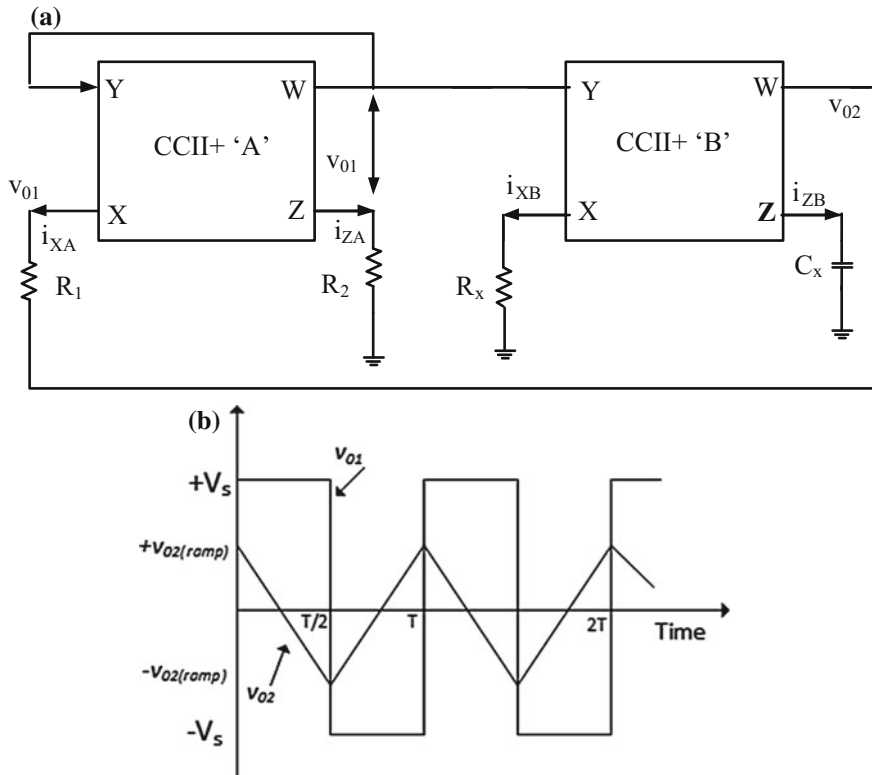 (a)
Y
W
Y
W
CCII+ ‘A’
CCII+ ‘B’
v01
v02
v01
X
Z
iXA
iZA
iXB
X
Z
iZB
R1
R2
Rx
Cx
(b)
v01
+Vs
+v02(ramp)
T/2
T
2T
Time
-v02(ramp)
v02
-Vs